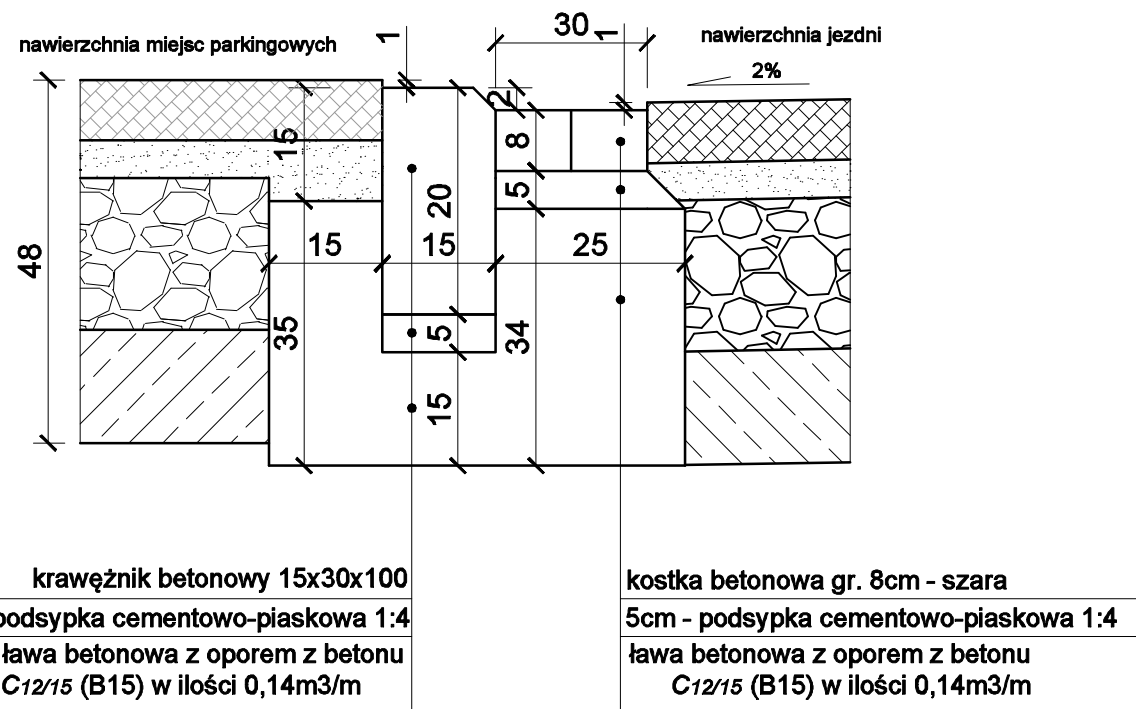 nawierzchnia miejsc parkingowych
1
30
1
nawierzchnia jezdni
2%
2
8
5
15
20
48
15
15
25
35
5
34
15
krawężnik betonowy 15x30x100
podsypka cementowo-piaskowa 1:4
ława betonowa z oporem z betonu
C12/15 (B15) w ilości 0,14m3/m
kostka betonowa gr. 8cm - szara
5cm - podsypka cementowo-piaskowa 1:4
ława betonowa z oporem z betonu
C12/15 (B15) w ilości 0,14m3/m